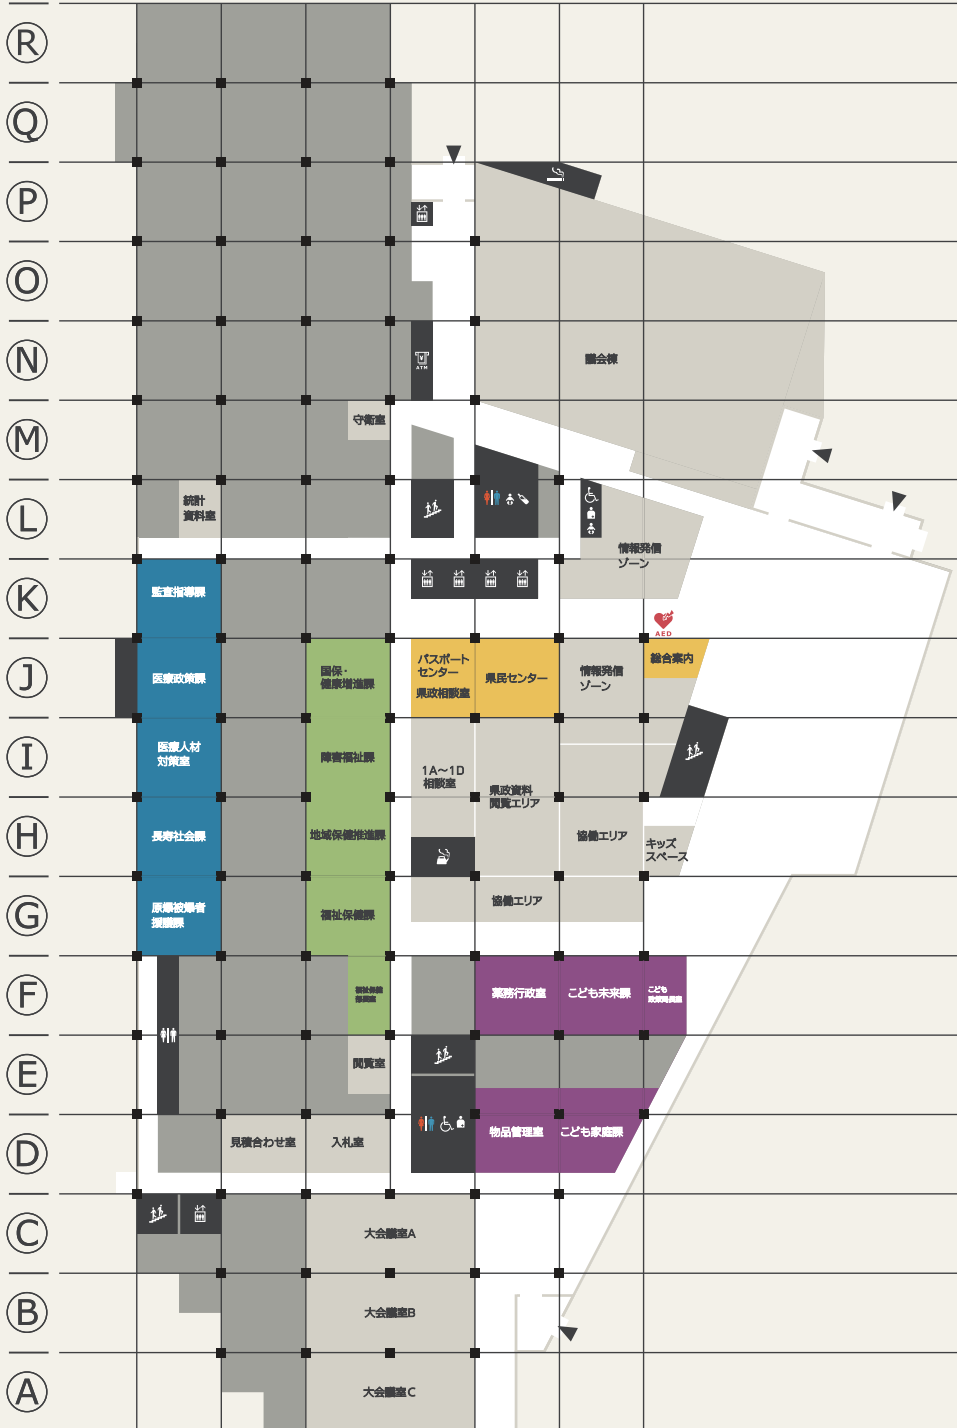 R
Q
P
O
N
ATM
議会棟
M
守衛室
L
統計
資料室
情報発信
ゾーン
K
監査指導課
AED
J
医療政策課
国保・
健康増進課
パスポート
センター
県政相談室
県民センター
情報発信
ゾーン
総合案内
I
医療人材
対策室
障害福祉課
1A～1D
相談室
県政資料
閲覧エリア
H
長寿社会課
地域保健推進課
協働エリア
キッズ
スペース
G
原爆被爆者
援護課
福祉保健課
協働エリア
F
薬務行政室
こども未来課
こども
E
閲覧室
D
見積合わせ室
入札室
物品管理室
こども家庭課
C
大会議室A
B
大会議室B
A
大会議室C